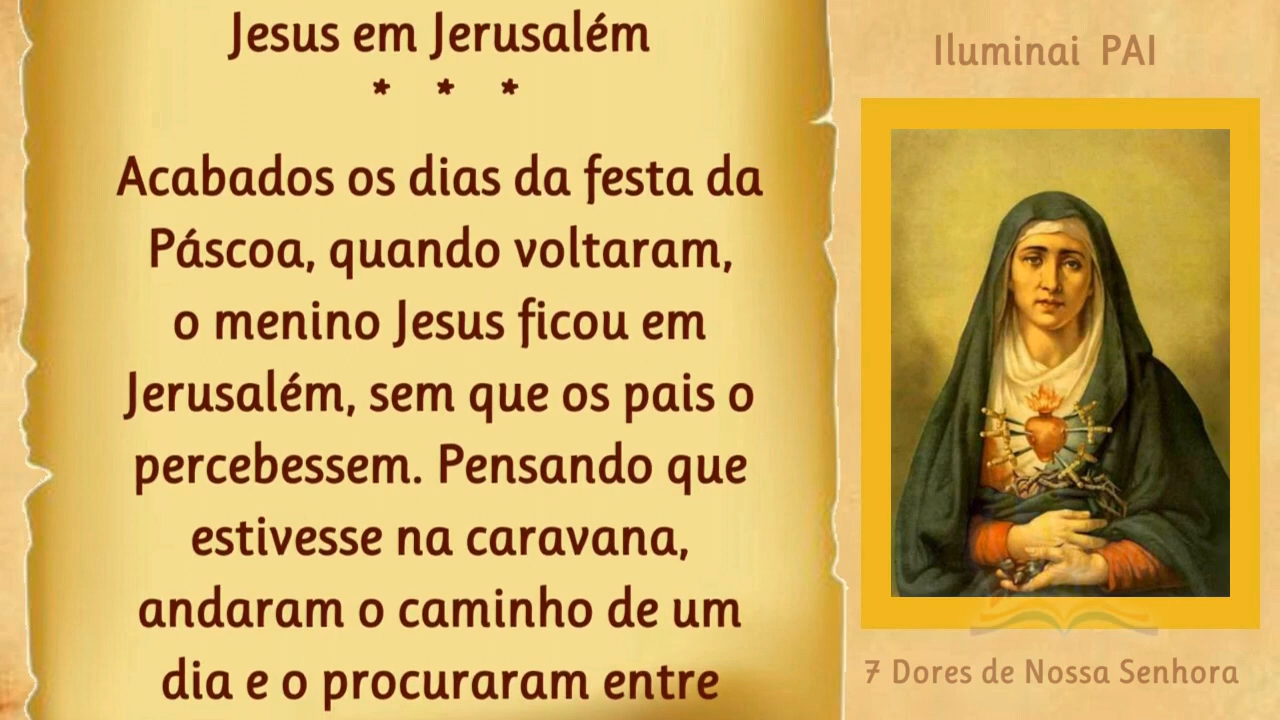 Jesus em Jerusalém
* * *
Acabados os dias da festa da
Páscoa, quando voltaram,
o menino Jesus ficou em
Jerusalém, sem que os pais o
percebessem. Pensando que
estivesse na caravana,
andaram o caminho de um
dia e o procuraram entre
Iluminai PAI
7 Dores de Nossa Senhora